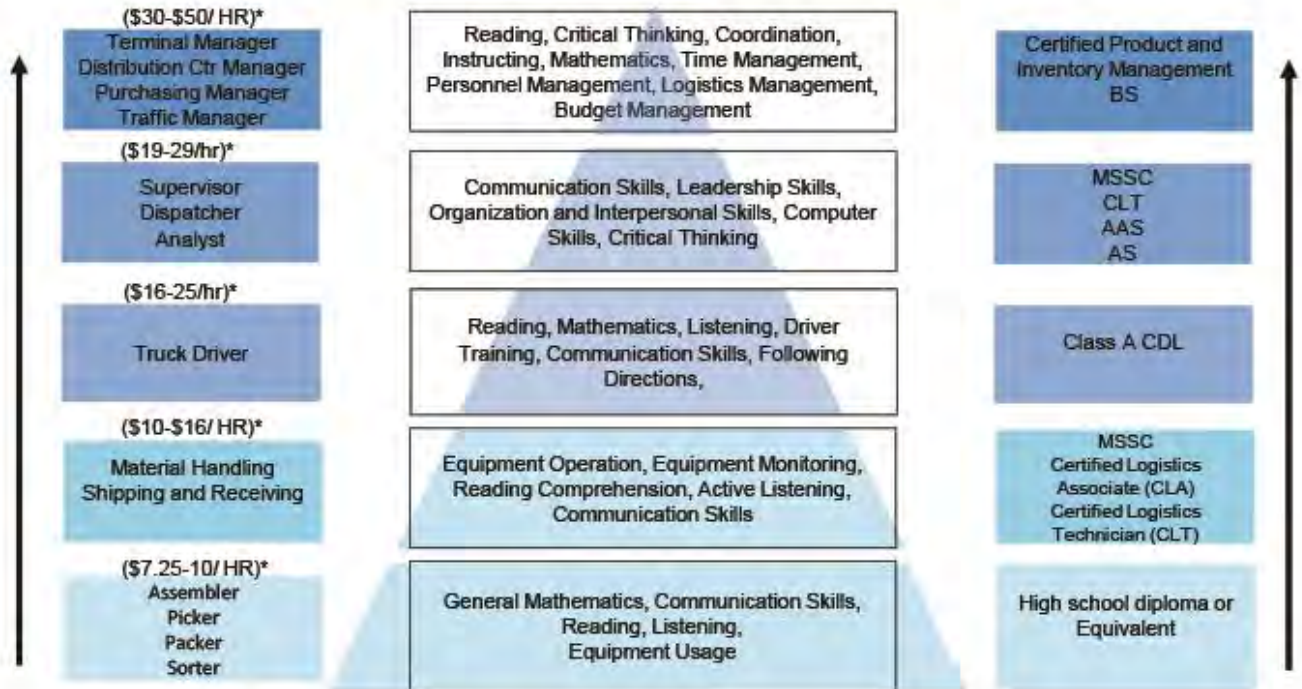 ($30-$50/ HR)*
Terminal Manager
Distribution Ctr Manager
Purchasing Manager
Traffic Manager
Reading, Critical Thinking, Coordination,
Instructing, Mathematics, Time Management,
Personnel Management, Logistics Management,
Budget Management
Certified Product and
Inventory Management
BS
($19-29/hr)*
Supervisor
Dispatcher
Analyst
Communication Skills, Leadership Skills,
Organization and Interpersonal Skills, Computer
Skills, Critical Thinking
MSSC
CLT
AAS
AS
($16-25/hr)*
Truck Driver
Reading, Mathematics, Listening, Driver
Training, Communication Skills, Following
Directions,
Class A CDL
($10-$16/ HR)*
Material Handling
Shipping and Receiving
Equipment Operation, Equipment Monitoring,
Reading Comprehension, Active Listening,
Communication Skills
MSSC
Certified Logistics
Associate (CLA)
Certified Logistics
Technician (CLT)
($7.25-10/ HR)*
Assembler
Picker
Packer
Sorter
General Mathematics, Communication Skills,
Reading, Listening,
Equipment Usage
High school diploma or
Equivalent